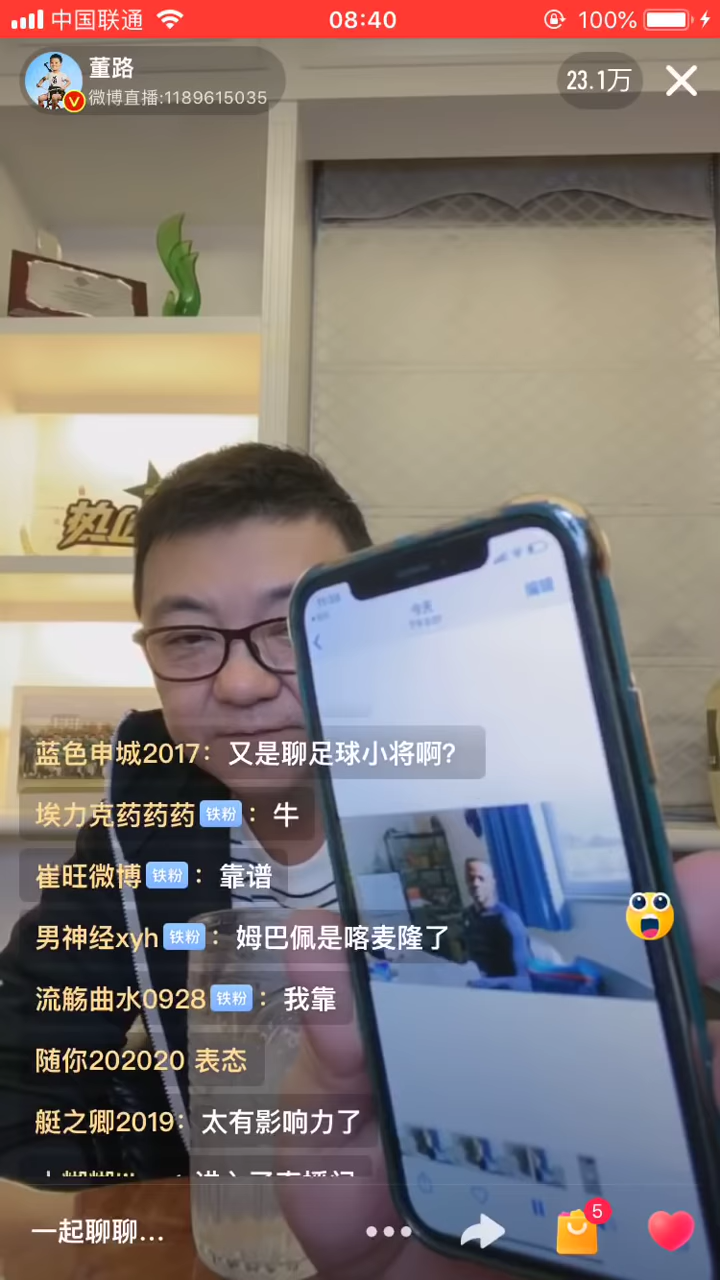 中国联通 08:40 100%
董路
微博直播:1189615035
23.1万
编辑
今天
蓝色申城2017: 又是聊足球小将啊?
埃力克药药药 铁粉 : 牛
崔旺微博 铁粉 : 靠谱
男神经xyh 铁粉 : 姆巴佩是喀麦隆了
流觞曲水0928 铁粉 : 我靠
随你202020 表态
艇之卿2019: 太有影响力了
5
一起聊聊...